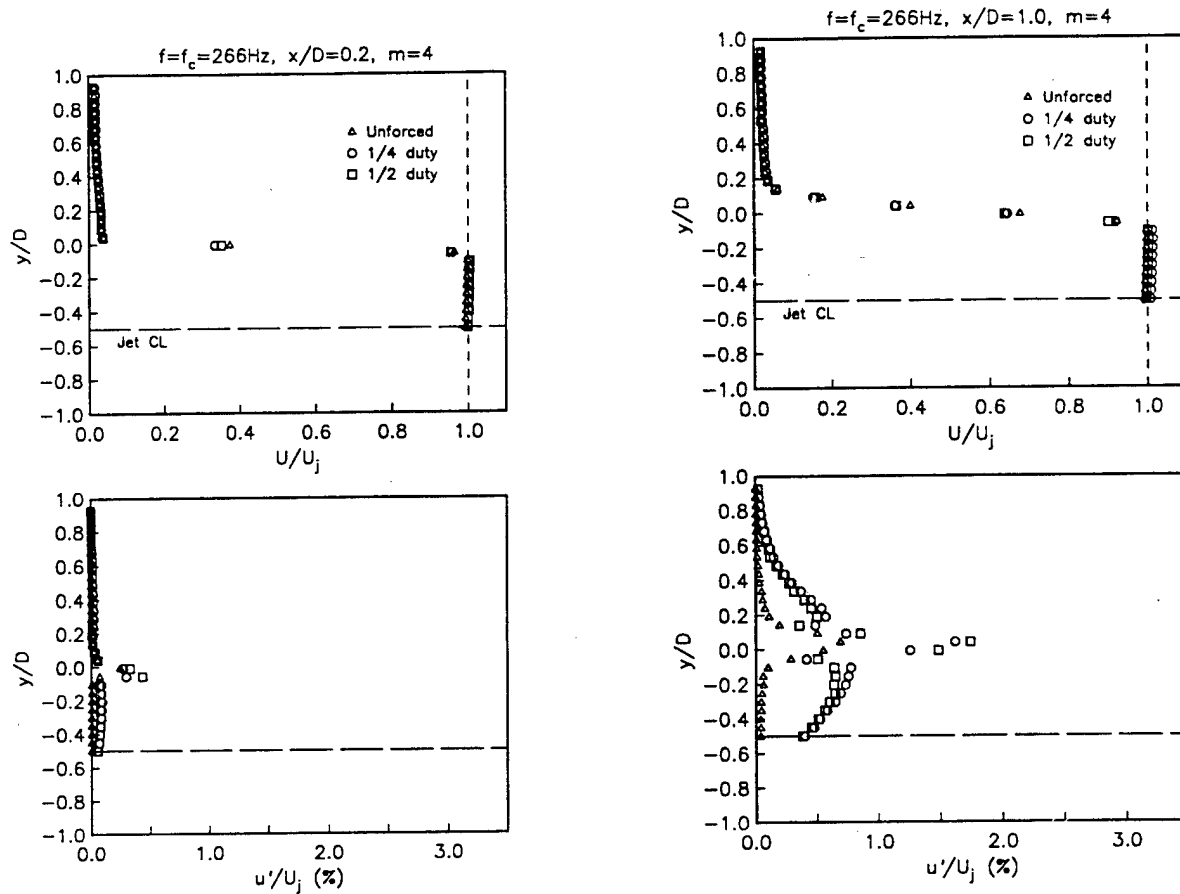 f=fc=266Hz, x/D=0.2, m=4
1.0
0.8
0.6
0.4
0.2
0.0
−0.2
−0.4
−0.6
−0.8
−1.0
y/D
Unforced
1/4 duty
1/2 duty
Jet CL
0.0 0.2 0.4 0.6 0.8 1.0
U/Uj
f=fc=266Hz, x/D=1.0, m=4
1.0
0.8
0.6
0.4
0.2
0.0
−0.2
−0.4
−0.6
−0.8
−1.0
y/D
Unforced
1/4 duty
1/2 duty
Jet CL
0.0 0.2 0.4 0.6 0.8 1.0
U/Uj
1.0
0.8
0.6
0.4
0.2
0.0
−0.2
−0.4
−0.6
−0.8
−1.0
y/D
0.0 1.0 2.0 3.0
u'/Uj (%)
1.0
0.8
0.6
0.4
0.2
0.0
−0.2
−0.4
−0.6
−0.8
−1.0
y/D
0.0 1.0 2.0 3.0
u'/Uj (%)